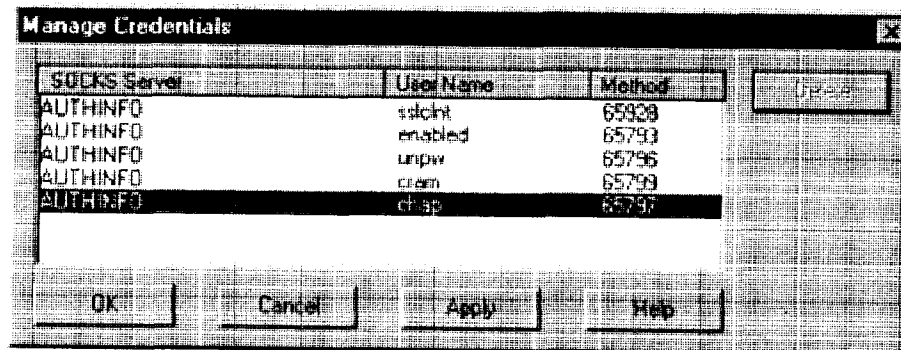 Manage Credentials
SOCKS Server User Name Method
AUTHINFO sslclnt 65928
AUTHINFO enabled 65793
AUTHINFO unpw 65796
AUTHINFO cram 65799
AUTHINFO chap 65797
OK Cancel Apply Help